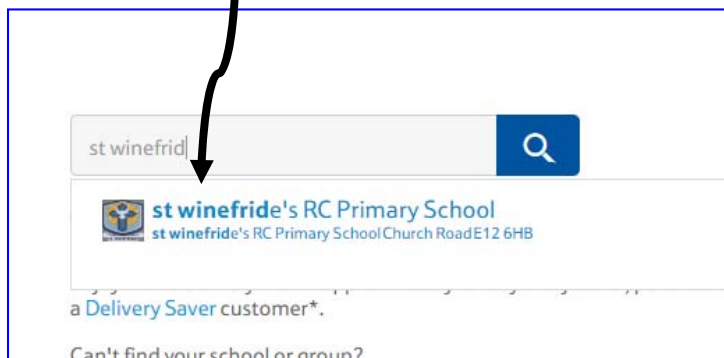 st winefrid
st winefride's RC Primary School
st winefride's RC Primary School Church Road E12 6HB
a Delivery Saver customer*.
Can't find your school or group?